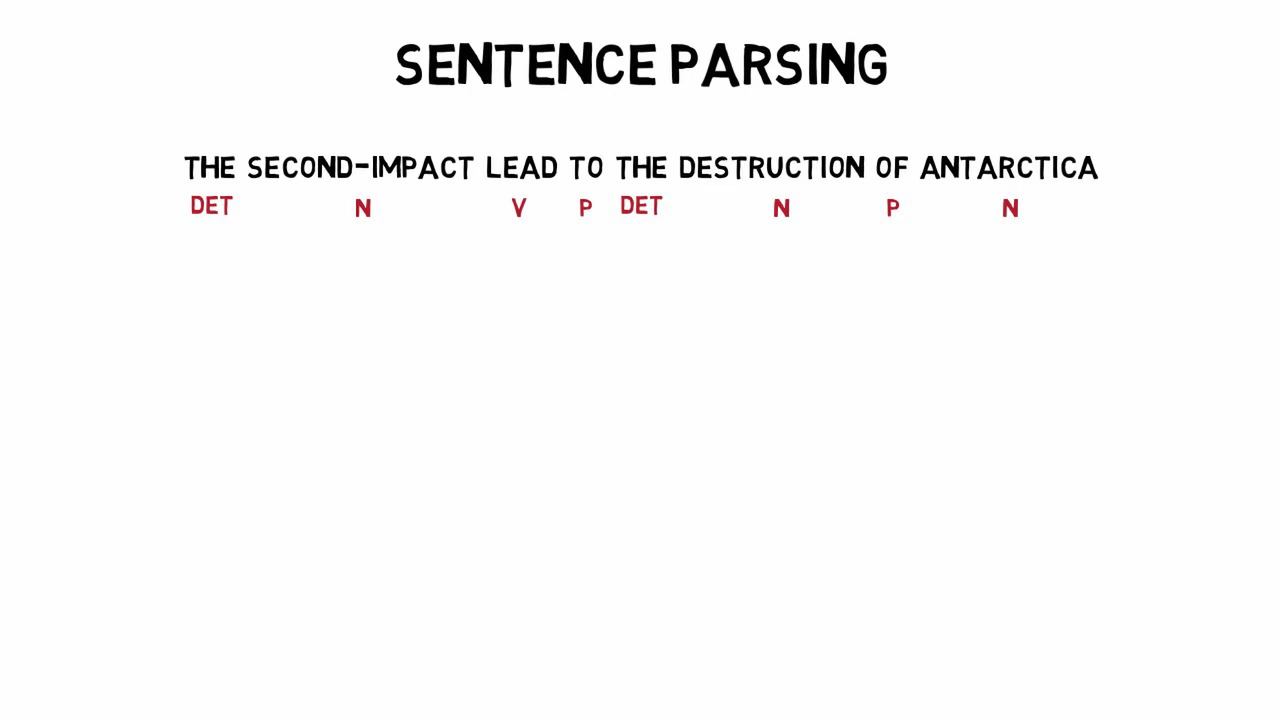 SENTENCE PARSING
THE SECOND-IMPACT LEAD TO THE DESTRUCTION OF ANTARCTICA
DET N V P DET N P N